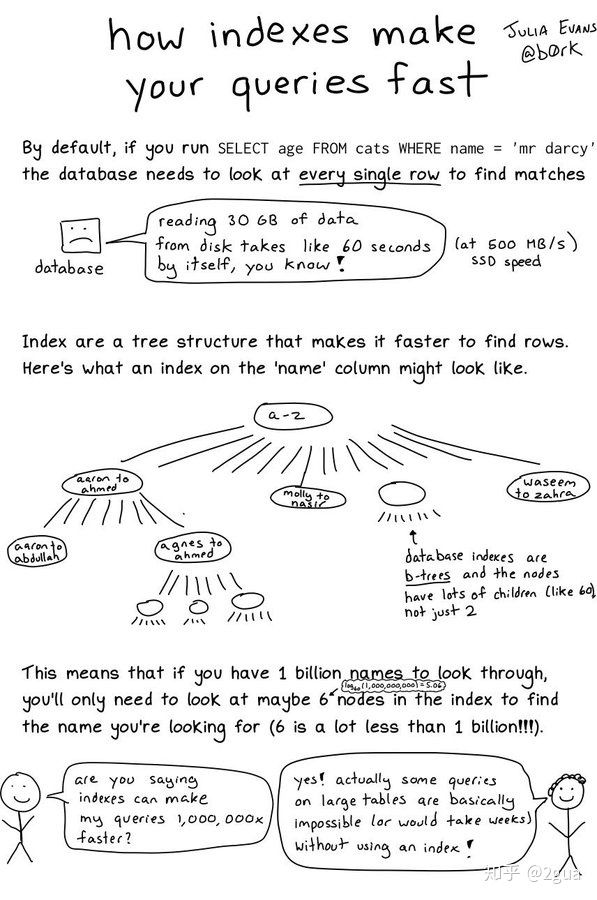 how indexes make
your queries fast
JULIA EVANS
@b0rk
By default, if you run SELECT age FROM cats WHERE name = 'mr darcy'
the database needs to look at every single row to find matches
database
reading 30 GB of data
from disk takes like 60 seconds
by itself, you know!
(at 500 MB/s)
SSD speed
Index are a tree structure that makes it faster to find rows.
Here's what an index on the 'name' column might look like.
a-z
aaron to
ahmed
molly to
nasir
waseem
to zahra
aaron to
abdullah
agnes to
ahmed
database indexes are
b-trees and the nodes
have lots of children (like 60)
not just 2
This means that if you have 1 billion names to look through,
log60(1,000,000,000)=5.06
you'll only need to look at maybe 6 nodes in the index to find
the name you're looking for (6 is a lot less than 1 billion!!!).
are you saying
indexes can make
my queries 1,000,000x
faster?
yes! actually some queries
on large tables are basically
impossible (or would take weeks)
without using an index!
知乎 @2gua